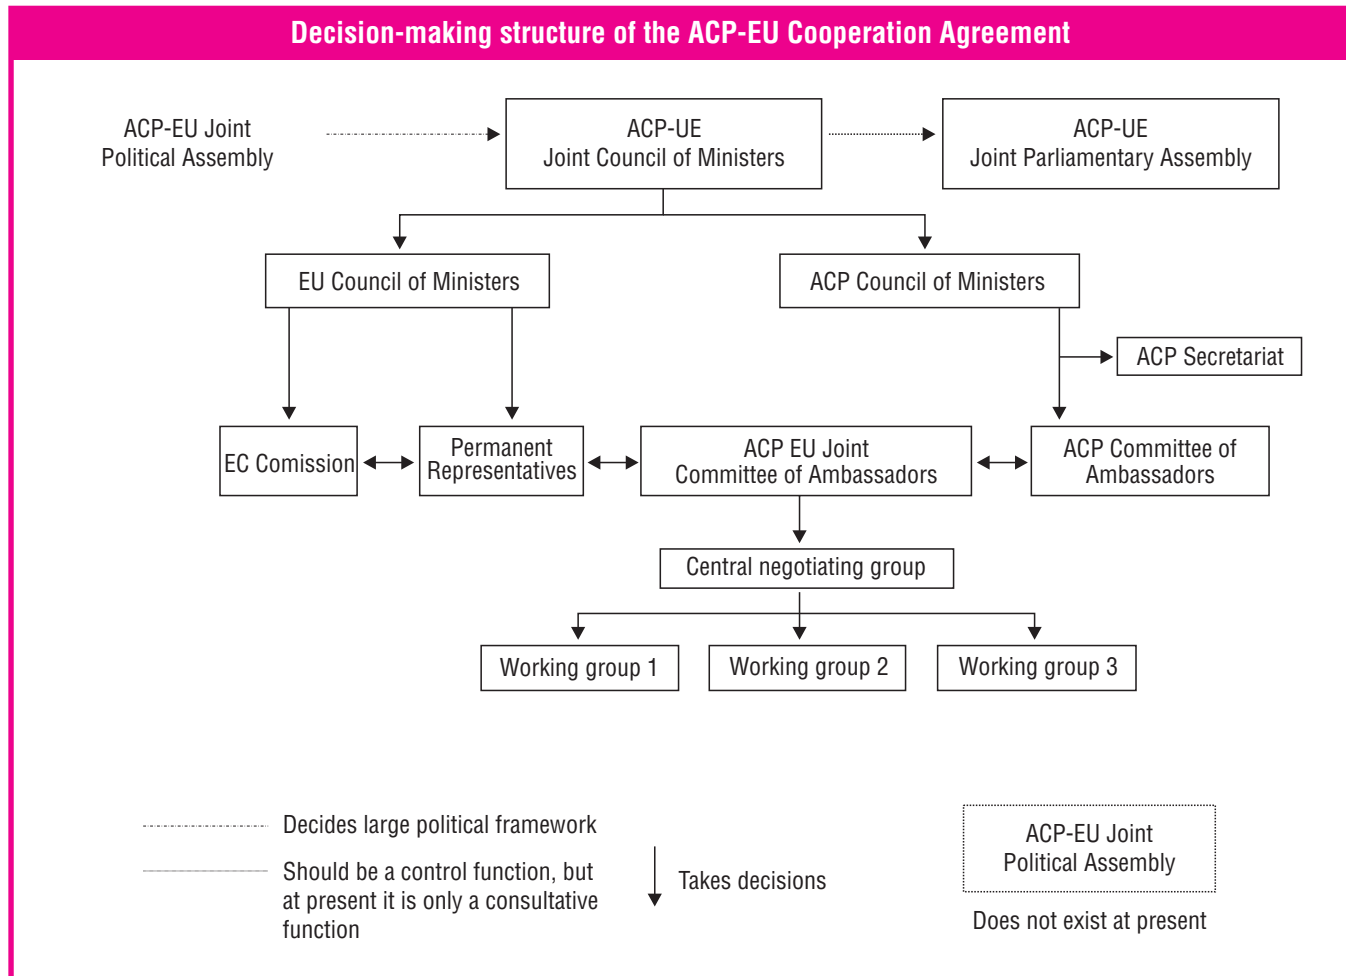 Decision-making structure of the ACP-EU Cooperation Agreement
ACP-EU Joint
Political Assembly
ACP-UE
Joint Council of Ministers
ACP-UE
Joint Parliamentary Assembly
EU Council of Ministers
ACP Council of Ministers
ACP Secretariat
EC Comission
Permanent
Representatives
ACP EU Joint
Committee of Ambassadors
ACP Committee of
Ambassadors
Central negotiating group
Working group 1
Working group 2
Working group 3
Decides large political framework
Should be a control function, but
at present it is only a consultative
function
Takes decisions
ACP-EU Joint
Political Assembly
Does not exist at present